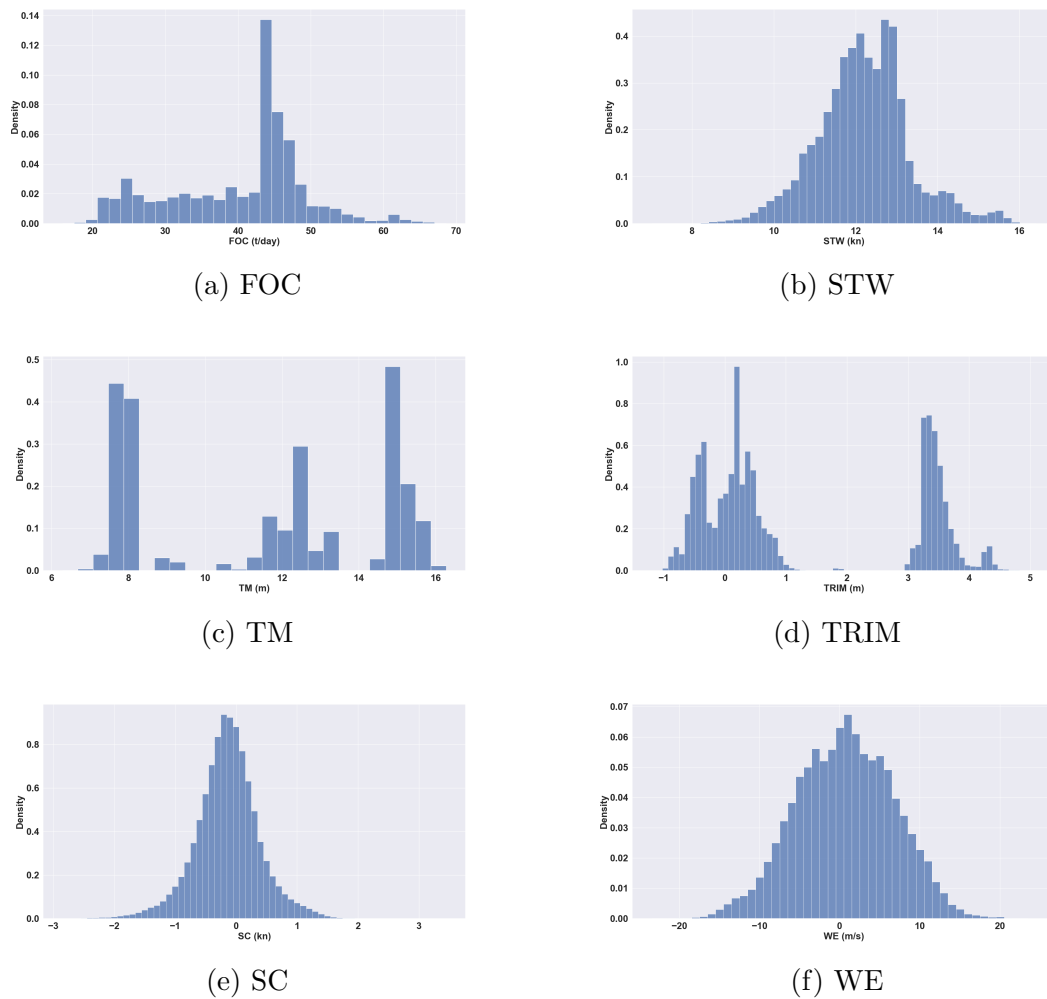 0.14
0.12
0.10
0.08
0.06
0.04
0.02
0.00
Density
20 30 40 50 60 70
FOC (t/day)
(a) FOC
0.4
0.3
0.2
0.1
0.0
Density
8 10 12 14 16
STW (kn)
(b) STW
0.5
0.4
0.3
0.2
0.1
0.0
Density
6 8 10 12 14 16
TM (m)
(c) TM
1.0
0.8
0.6
0.4
0.2
0.0
Density
−1 0 1 2 3 4 5
TRIM (m)
(d) TRIM
0.8
0.6
0.4
0.2
0.0
Density
−3 −2 −1 0 1 2 3
SC (kn)
(e) SC
0.07
0.06
0.05
0.04
0.03
0.02
0.01
0.00
Density
−20 −10 0 10 20
WE (m/s)
(f) WE